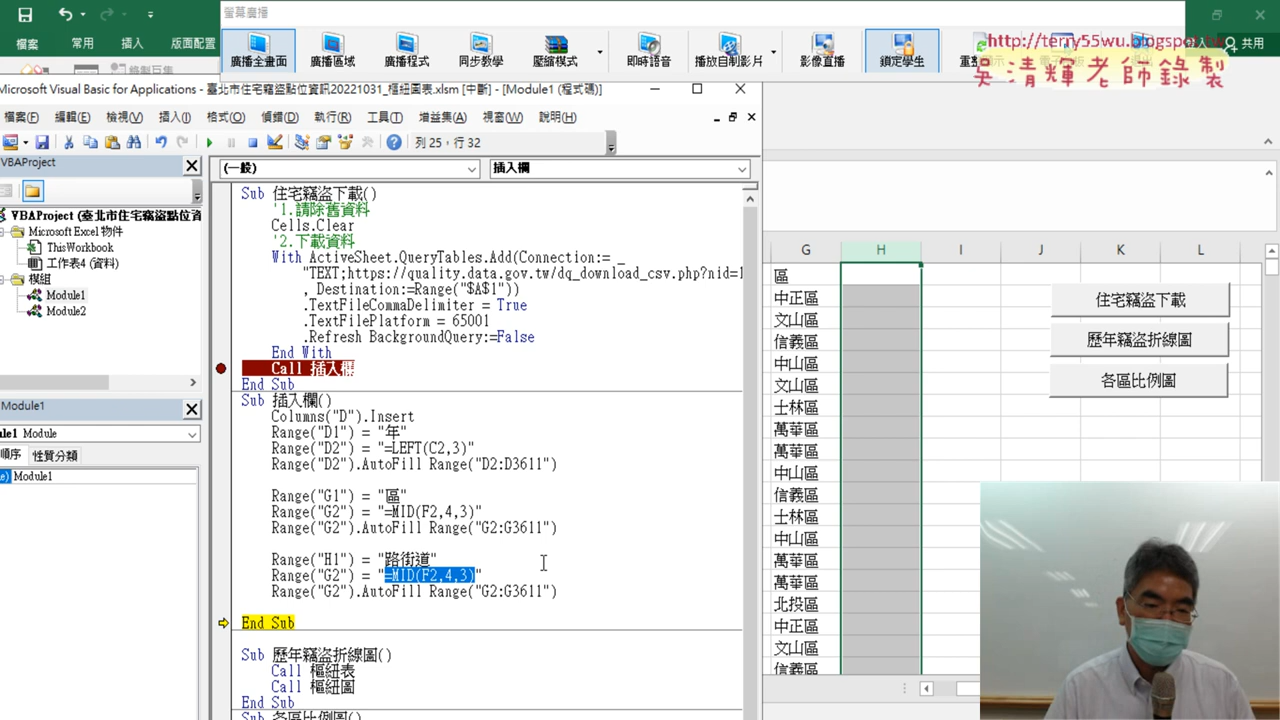 螢幕廣播
檔案 常用 插入 版面配置
廣播全畫面 廣播區域 廣播程式 同步教學 壓縮模式 即時語音 播放自制影片 影像直播 鎖定學生
http://terry55wu.blogspot.tw
共用
吳清輝老師錄製
Microsoft Visual Basic for Applications - 臺北市住宅竊盜點位資訊20221031_樞紐圖表.xlsm [中斷] - [Module1 (程式碼)]
檔案(F) 編輯(E) 檢視(V) 插入(I) 格式(O) 偵錯(D) 執行(R) 工具(T) 增益集(A) 視窗(W) 說明(H)
列 25，行 32
VBAProject
(一般) 插入欄
VBAProject (臺北市住宅竊盜點位資
Microsoft Excel 物件
ThisWorkbook
工作表4 (資料)
模組
Module1
Module2
Module1
Module
順序 性質分類
Module1
Sub 住宅竊盜下載()
'1.請除舊資料
Cells.Clear
'2.下載資料
With ActiveSheet.QueryTables.Add(Connection:= _
"TEXT;https://quality.data.gov.tw/dq_download_csv.php?nid=
, Destination:=Range("$A$1"))
.TextFileCommaDelimiter = True
.TextFilePlatform = 65001
.Refresh BackgroundQuery:=False
End With
Call 插入欄
End Sub
Sub 插入欄()
Columns("D").Insert
Range("D1") = "年"
Range("D2") = "=LEFT(C2,3)"
Range("D2").AutoFill Range("D2:D3611")
Range("G1") = "區"
Range("G2") = "=MID(F2,4,3)"
Range("G2").AutoFill Range("G2:G3611")
Range("H1") = "路街道"
Range("G2") = "=MID(F2,4,3)"
Range("G2").AutoFill Range("G2:G3611")
End Sub
Sub 歷年竊盜折線圖()
Call 樞紐表
Call 樞紐圖
End Sub
Sub 各區比例圖()
G H I J K L
區
中正區
文山區
信義區
中山區
文山區
士林區
萬華區
萬華區
中山區
信義區
士林區
中山區
萬華區
萬華區
北投區
中正區
文山區
信義區
住宅竊盜下載
歷年竊盜折線圖
各區比例圖